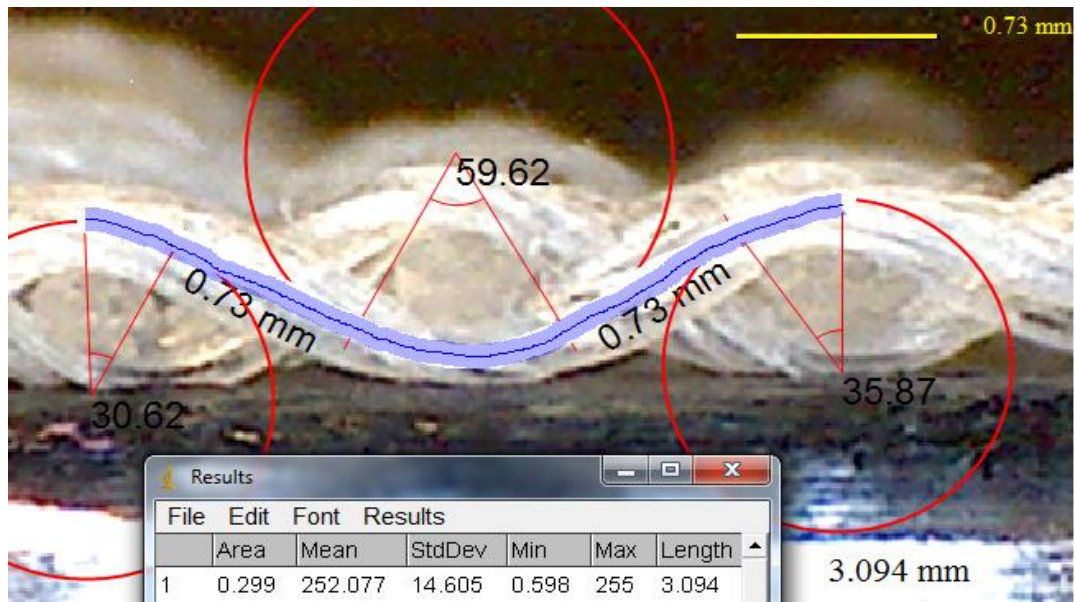 0.73 mm
59.62
0.73 mm
0.73 mm
30.62
35.87
Results
File Edit Font Results
Area Mean StdDev Min Max Length
1 0.299 252.077 14.605 0.598 255 3.094
3.094 mm